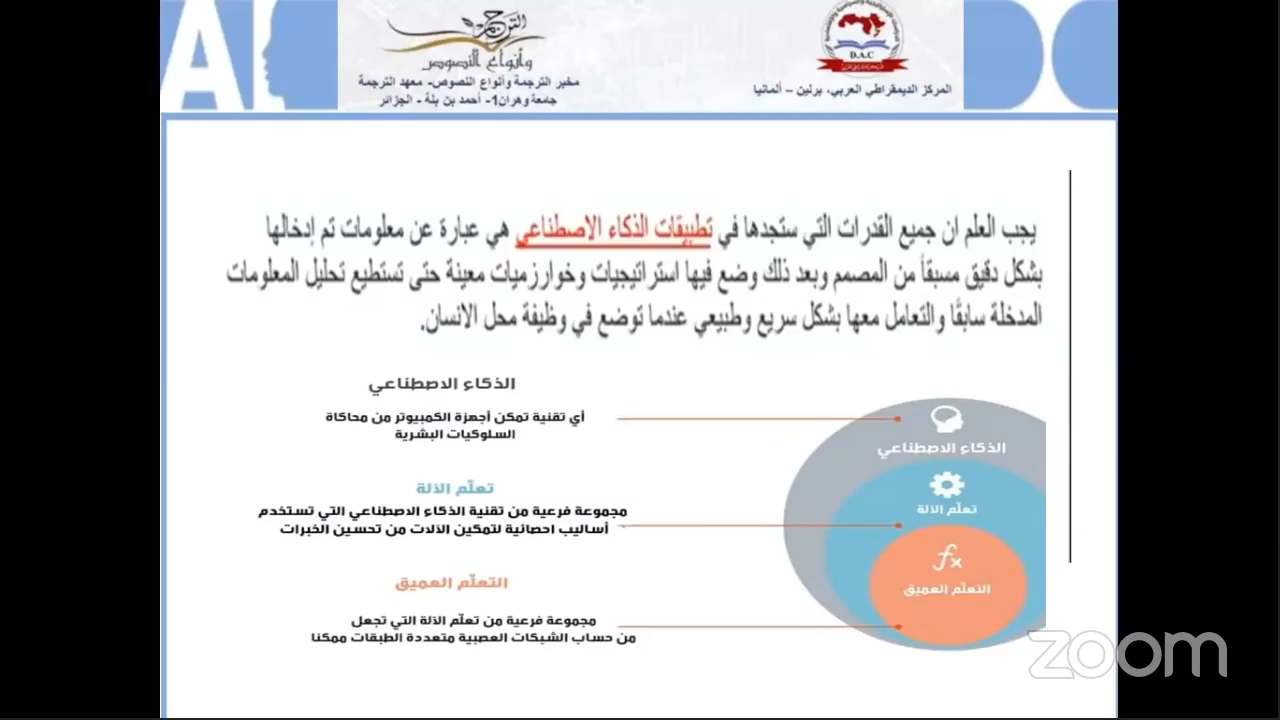 AI
الترجمة
وأنواع النصوص
مخبر الترجمة وأنواع النصوص- معهد الترجمة
جامعة وهران1- أحمد بن بلة - الجزائر
D.A.C
المركز الديمقراطي العربي، برلين – ألمانيا
يجب العلم ان جميع القدرات التي ستجدها في تطبيقات الذكاء الاصطناعي هي عبارة عن معلومات تم إدخالها
بشكل دقيق مسبقاً من المصمم وبعد ذلك وضع فيها استراتيجيات وخوارزميات معينة حتى تستطيع تحليل المعلومات
المدخلة سابقًا والتعامل معها بشكل سريع وطبيعي عندما توضع في وظيفة محل الانسان.
الذكاء الاصطناعي
أي تقنية تمكن أجهزة الكمبيوتر من محاكاة
السلوكيات البشرية
تعلّم الآلة
مجموعة فرعية من تقنية الذكاء الاصطناعي التي تستخدم
أساليب احصائية لتمكين الآلات من تحسين الخبرات
التعلّم العميق
مجموعة فرعية من تعلّم الآلة التي تجعل
من حساب الشبكات العصبية متعددة الطبقات ممكنا
الذكاء الاصطناعي
تعلّم الآلة
fx
التعلّم العميق
zoom